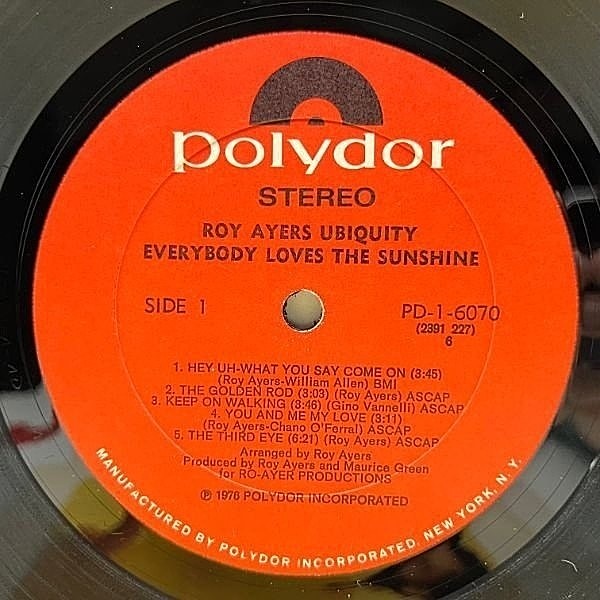 polydor
STEREO
ROY AYERS UBIQUITY
EVERYBODY LOVES THE SUNSHINE
SIDE 1
PD-1-6070
(2391 227)
6
1. HEY UH-WHAT YOU SAY COME ON (3:45)
(Roy Ayers-William Allen) BMI
2. THE GOLDEN ROD (3:03) (Roy Ayers) ASCAP
3. KEEP ON WALKING (3:46) (Gino Vannelli) ASCAP
4. YOU AND ME MY LOVE (3:11)
(Roy Ayers-Chano O'Ferral) ASCAP
5. THE THIRD EYE (6:21) (Roy Ayers) ASCAP
Arranged by Roy Ayers
Produced by Roy Ayers and Maurice Green
for RO-AYER PRODUCTIONS
℗ 1976 POLYDOR INCORPORATED
MANUFACTURED BY POLYDOR INCORPORATED, NEW YORK, N.Y.